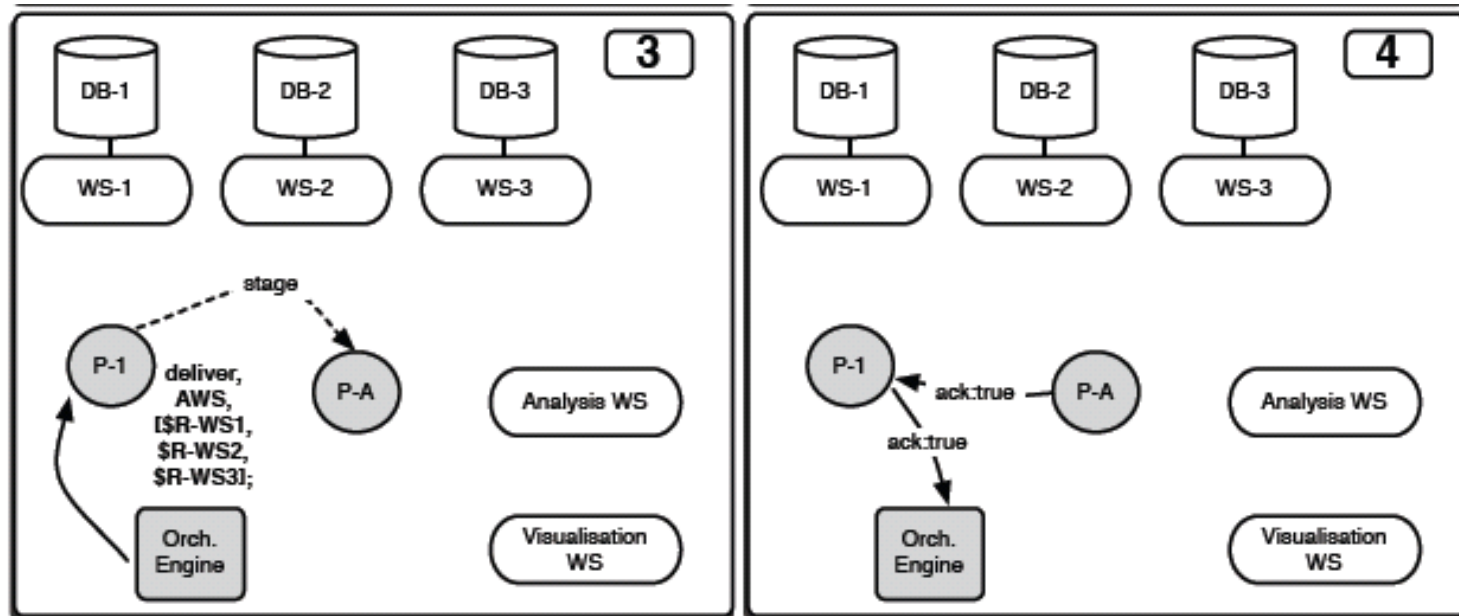 3
DB-1 DB-2 DB-3
WS-1 WS-2 WS-3
stage
P-1
deliver,
AWS,
[$R-WS1,
$R-WS2,
$R-WS3];
P-A
Analysis WS
Orch.
Engine
Visualisation
WS
4
DB-1 DB-2 DB-3
WS-1 WS-2 WS-3
P-1
ack:true
P-A
Analysis WS
ack:true
Orch.
Engine
Visualisation
WS